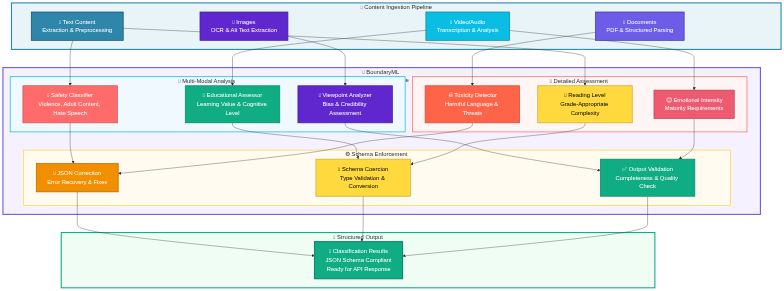 Content Ingestion Pipeline
Text Content
Extraction & Preprocessing
Images
OCR & Alt Text Extraction
Video/Audio
Transcription & Analysis
Documents
PDF & Structured Parsing
BoundaryML
Multi-Modal Analysis
Detailed Assessment
Safety Classifier
Violence, Adult Content,
Hate Speech
Educational Assessor
Learning Value & Cognitive
Level
Viewpoint Analyzer
Bias & Credibility
Assessment
Toxicity Detector
Harmful Language &
Threats
Reading Level
Grade-Appropriate
Complexity
Emotional Intensity
Maturity Requirements
Schema Enforcement
JSON Correction
Error Recovery & Fixes
Schema Coercion
Type Validation &
Conversion
Output Validation
Completeness & Quality
Check
Structured Output
Classification Results
JSON Schema Compliant
Ready for API Response